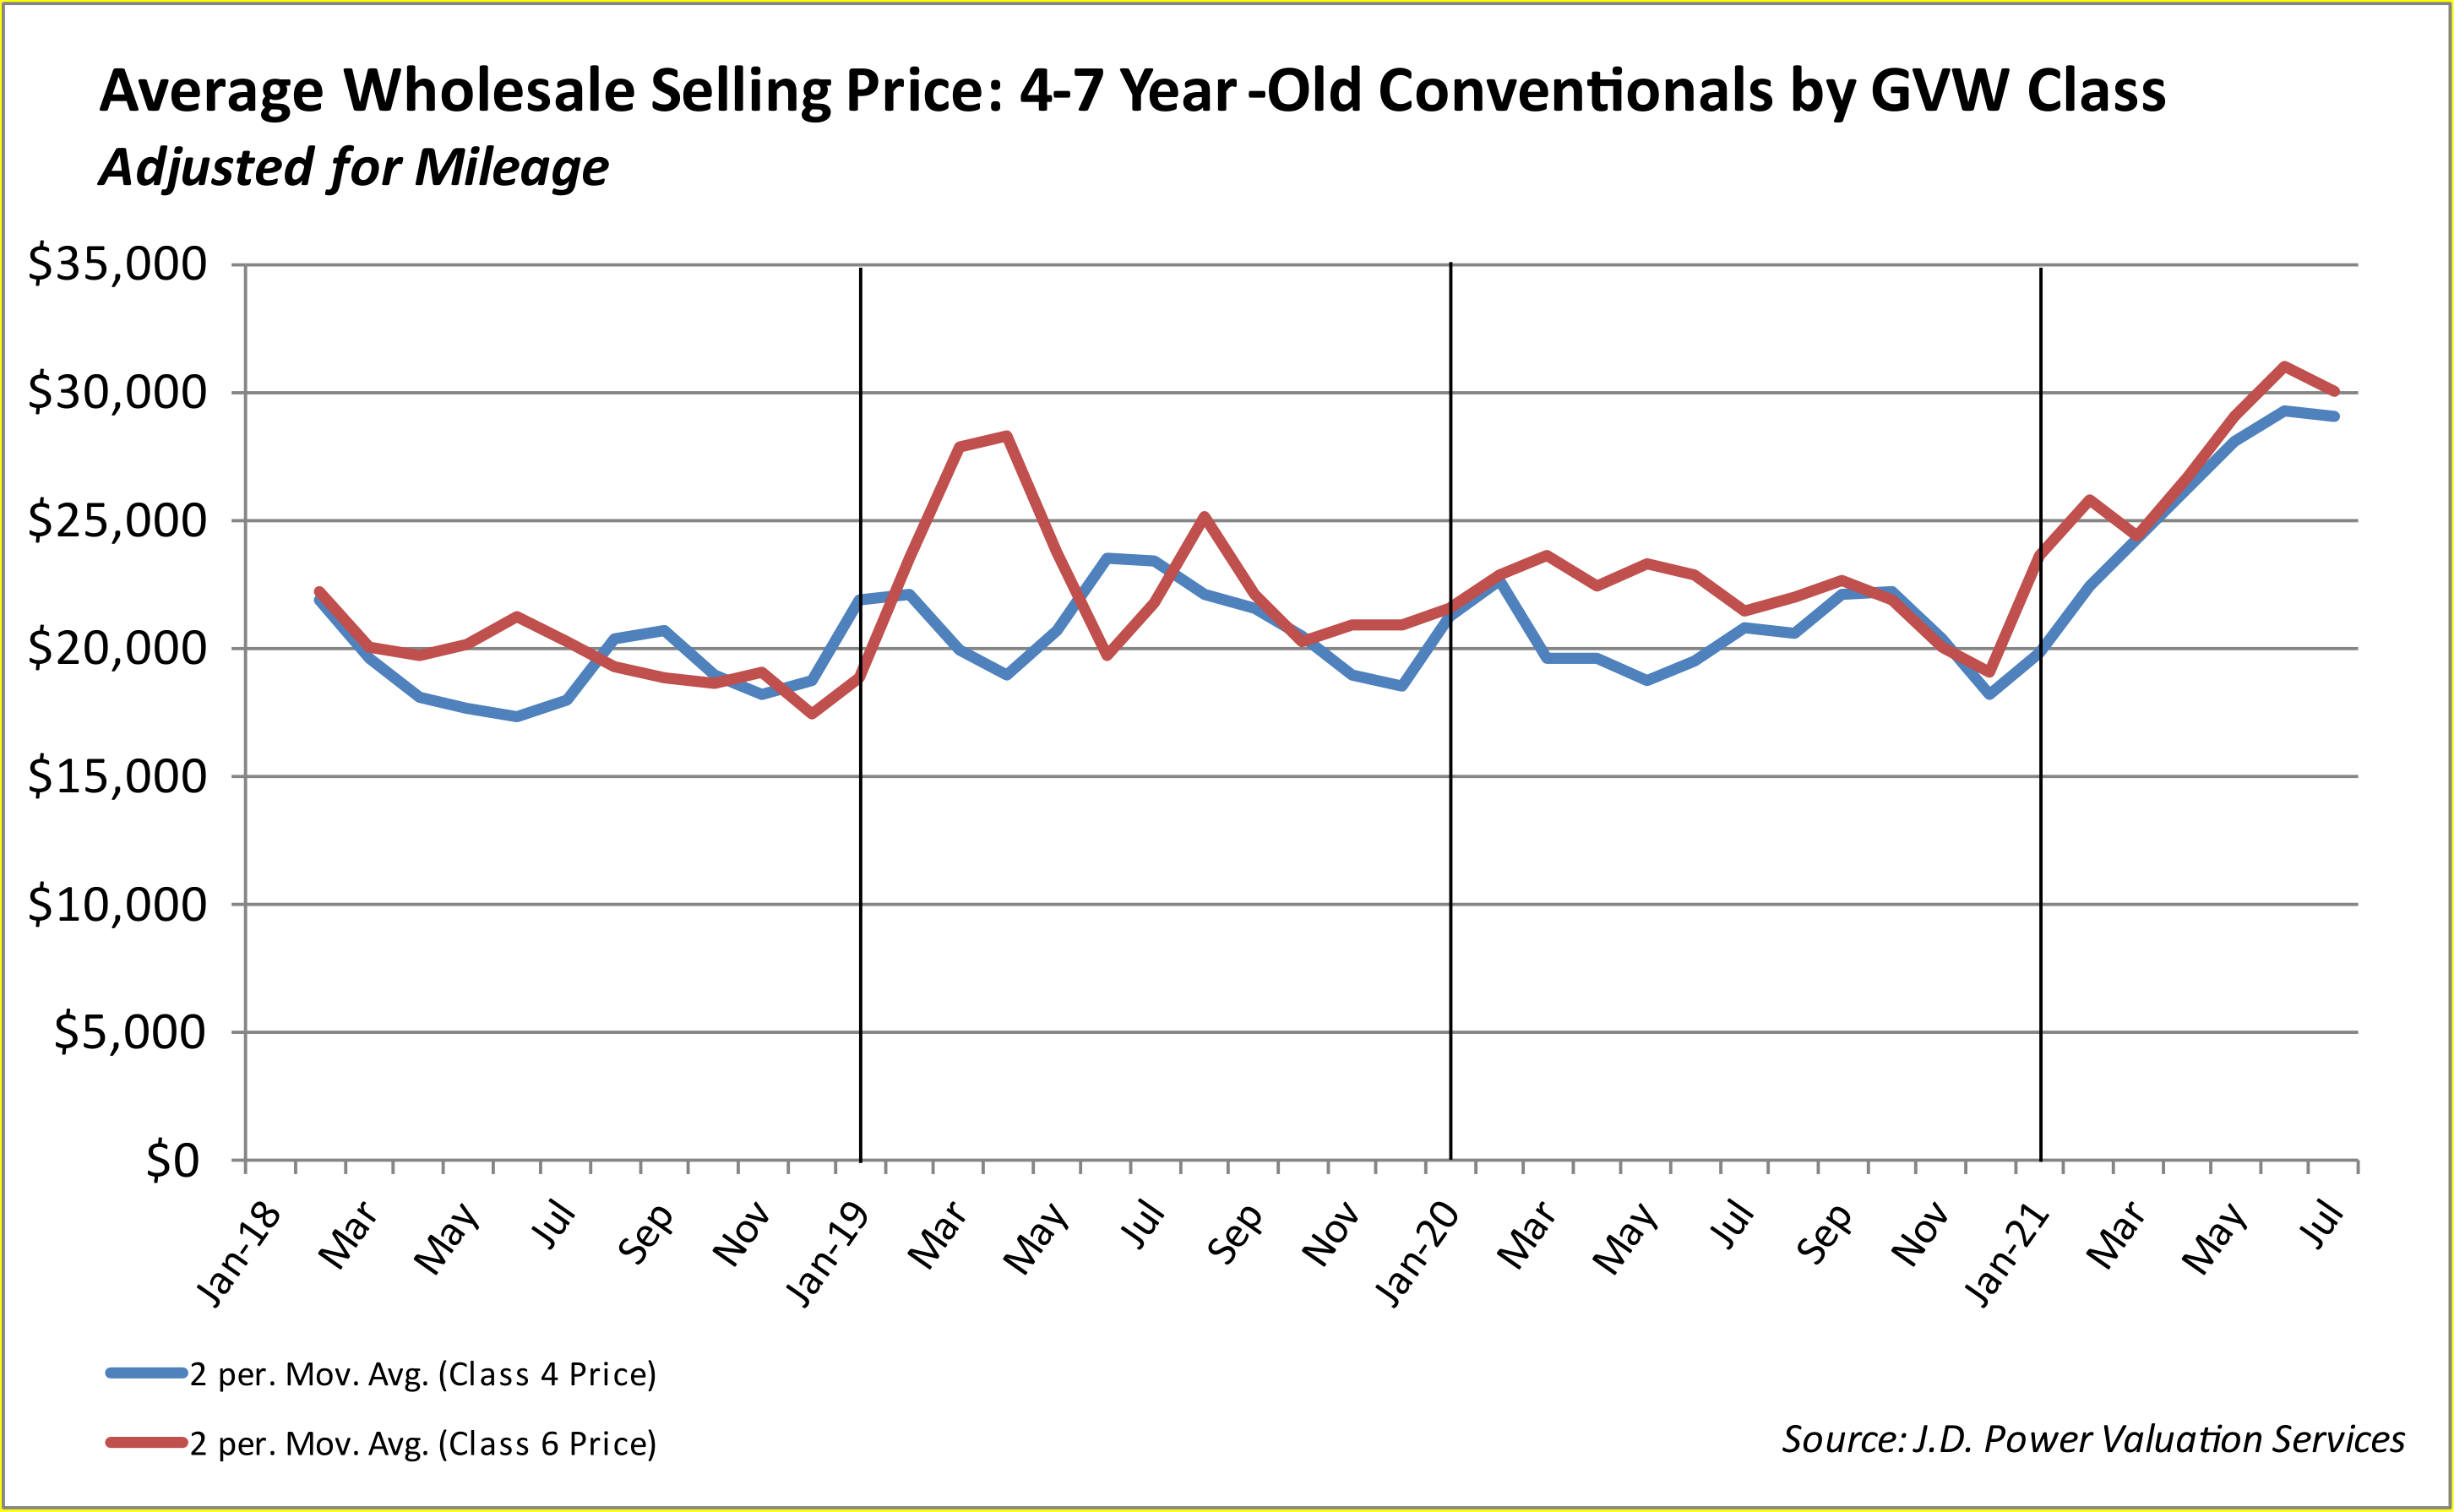 Average Wholesale Selling Price: 4-7 Year-Old Conventionals by GVW Class
Adjusted for Mileage
$35,000
$30,000
$25,000
$20,000
$15,000
$10,000
$5,000
$0
Jan-18 Mar May Jul Sep Nov Jan-19 Mar May Jul Sep Nov Jan-20 Mar May Jul Sep Nov Jan-21 Mar May Jul
2 per. Mov. Avg. (Class 4 Price)
2 per. Mov. Avg. (Class 6 Price)
Source: J.D. Power Valuation Services